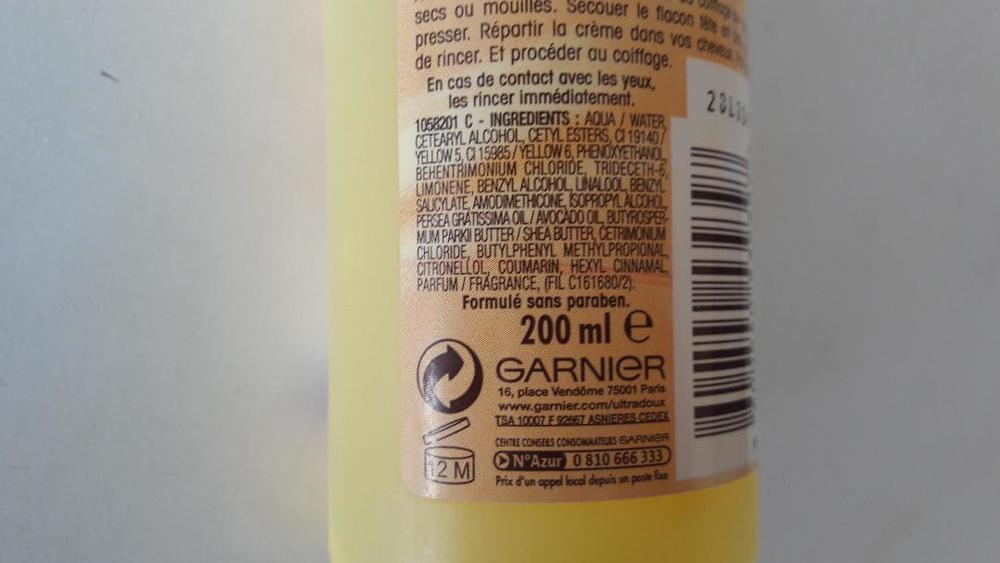 secs ou mouillés. Secouer le flacon tête en
presser. Répartir la crème dans vos cheveux.
de rincer. Et procéder au coiffage.
En cas de contact avec les yeux,
les rincer immédiatement.
1058201 C - INGREDIENTS : AQUA / WATER,
CETEARYL ALCOHOL, CETYL ESTERS, CI 19140 /
YELLOW 5, CI 15985 / YELLOW 6, PHENOXYETHANOL,
BEHENTRIMONIUM CHLORIDE, TRIDECETH-6,
LIMONENE, BENZYL ALCOHOL, LINALOOL, BENZYL
SALICYLATE, AMODIMETHICONE, ISOPROPYL ALCOHOL,
PERSEA GRATISSIMA OIL / AVOCADO OIL, BUTYROSPER-
MUM PARKII BUTTER / SHEA BUTTER, CETRIMONIUM
CHLORIDE, BUTYLPHENYL METHYLPROPIONAL,
CITRONELLOL, COUMARIN, HEXYL CINNAMAL,
PARFUM / FRAGRANCE, (FIL C161680/2).
Formulé sans paraben.
200 ml e
GARNIER
16, place Vendôme 75001 Paris
www.garnier.com/ultradoux
TSA 10007 F 92667 ASNIERES CEDEX
CENTRE CONSEILS CONSOMMATEURS GARNIER
N°Azur 0 810 666 333
Prix d'un appel local depuis un poste fixe
12 M